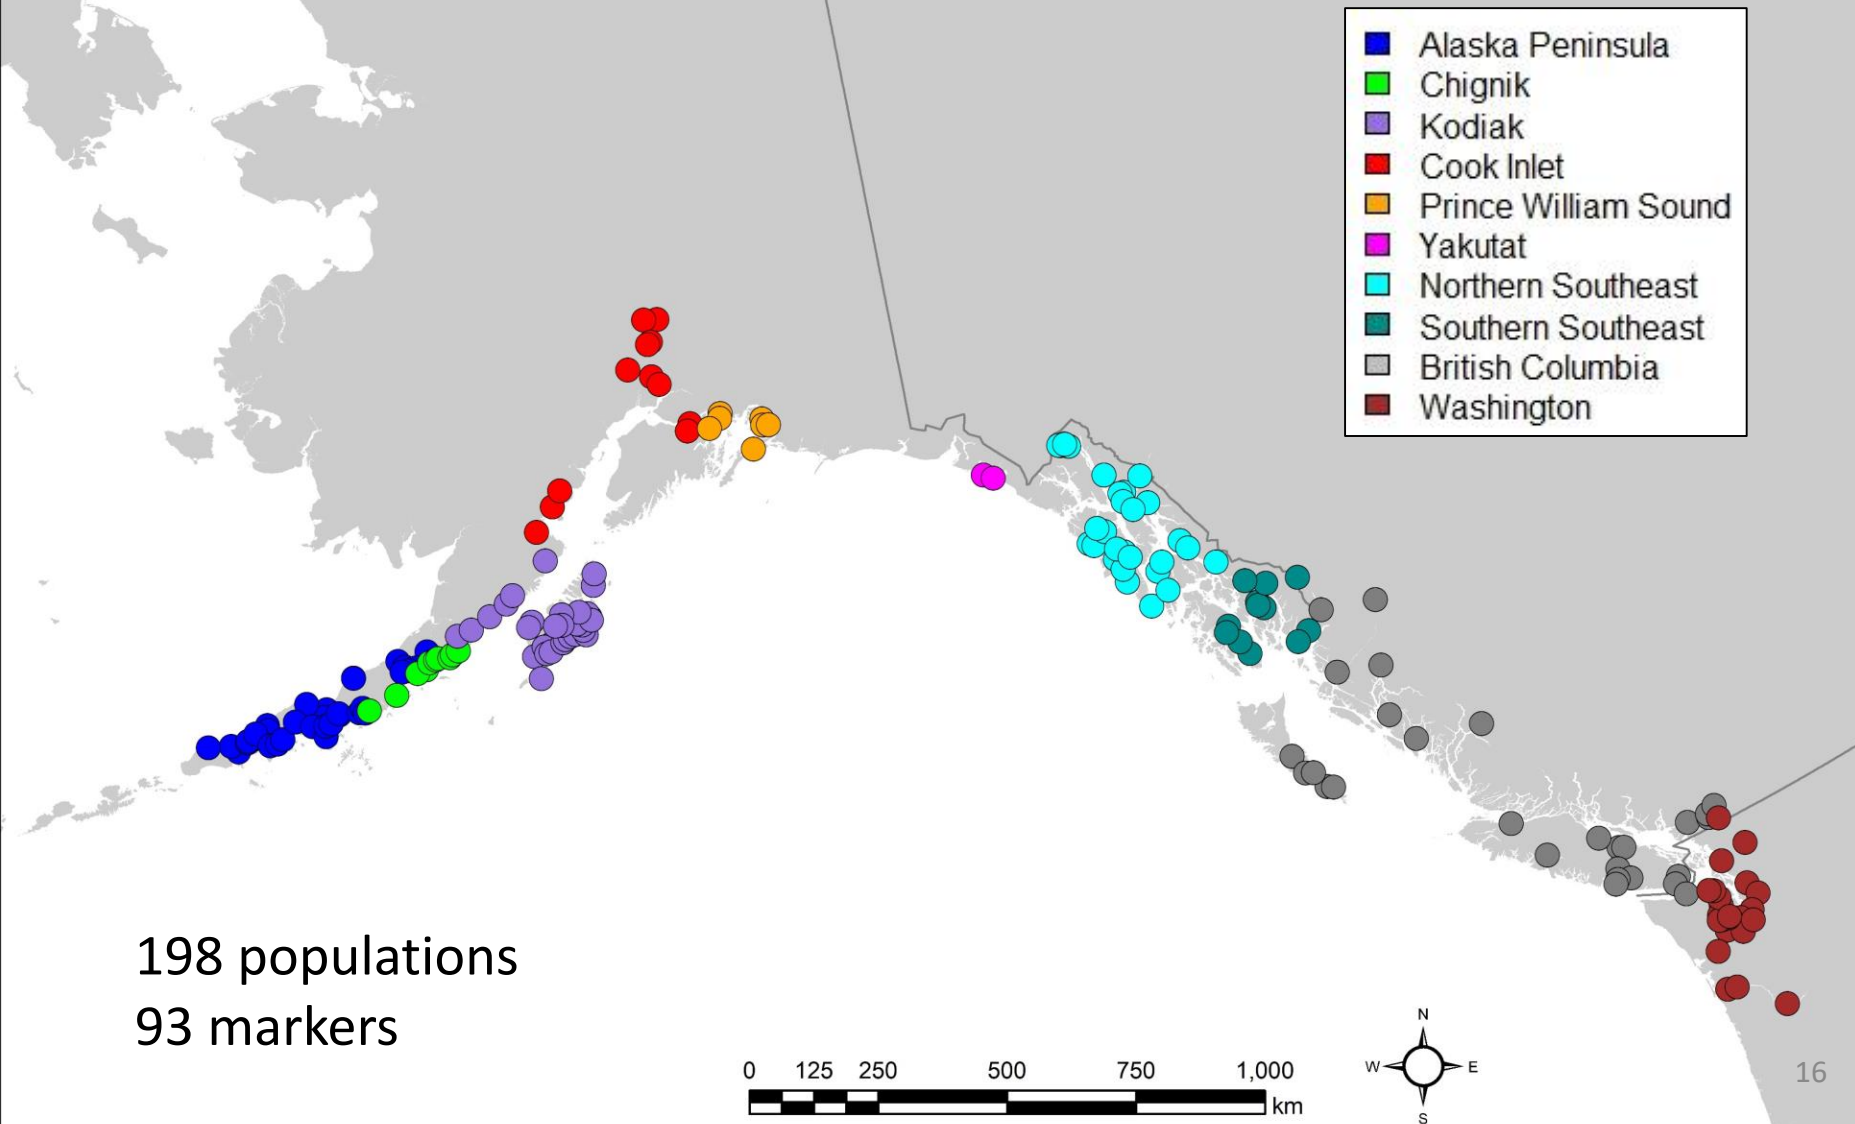 Alaska Peninsula
Chignik
Kodiak
Cook Inlet
Prince William Sound
Yakutat
Northern Southeast
Southern Southeast
British Columbia
Washington
198 populations
93 markers
0 125 250 500 750 1,000
km
N
W E
S
16